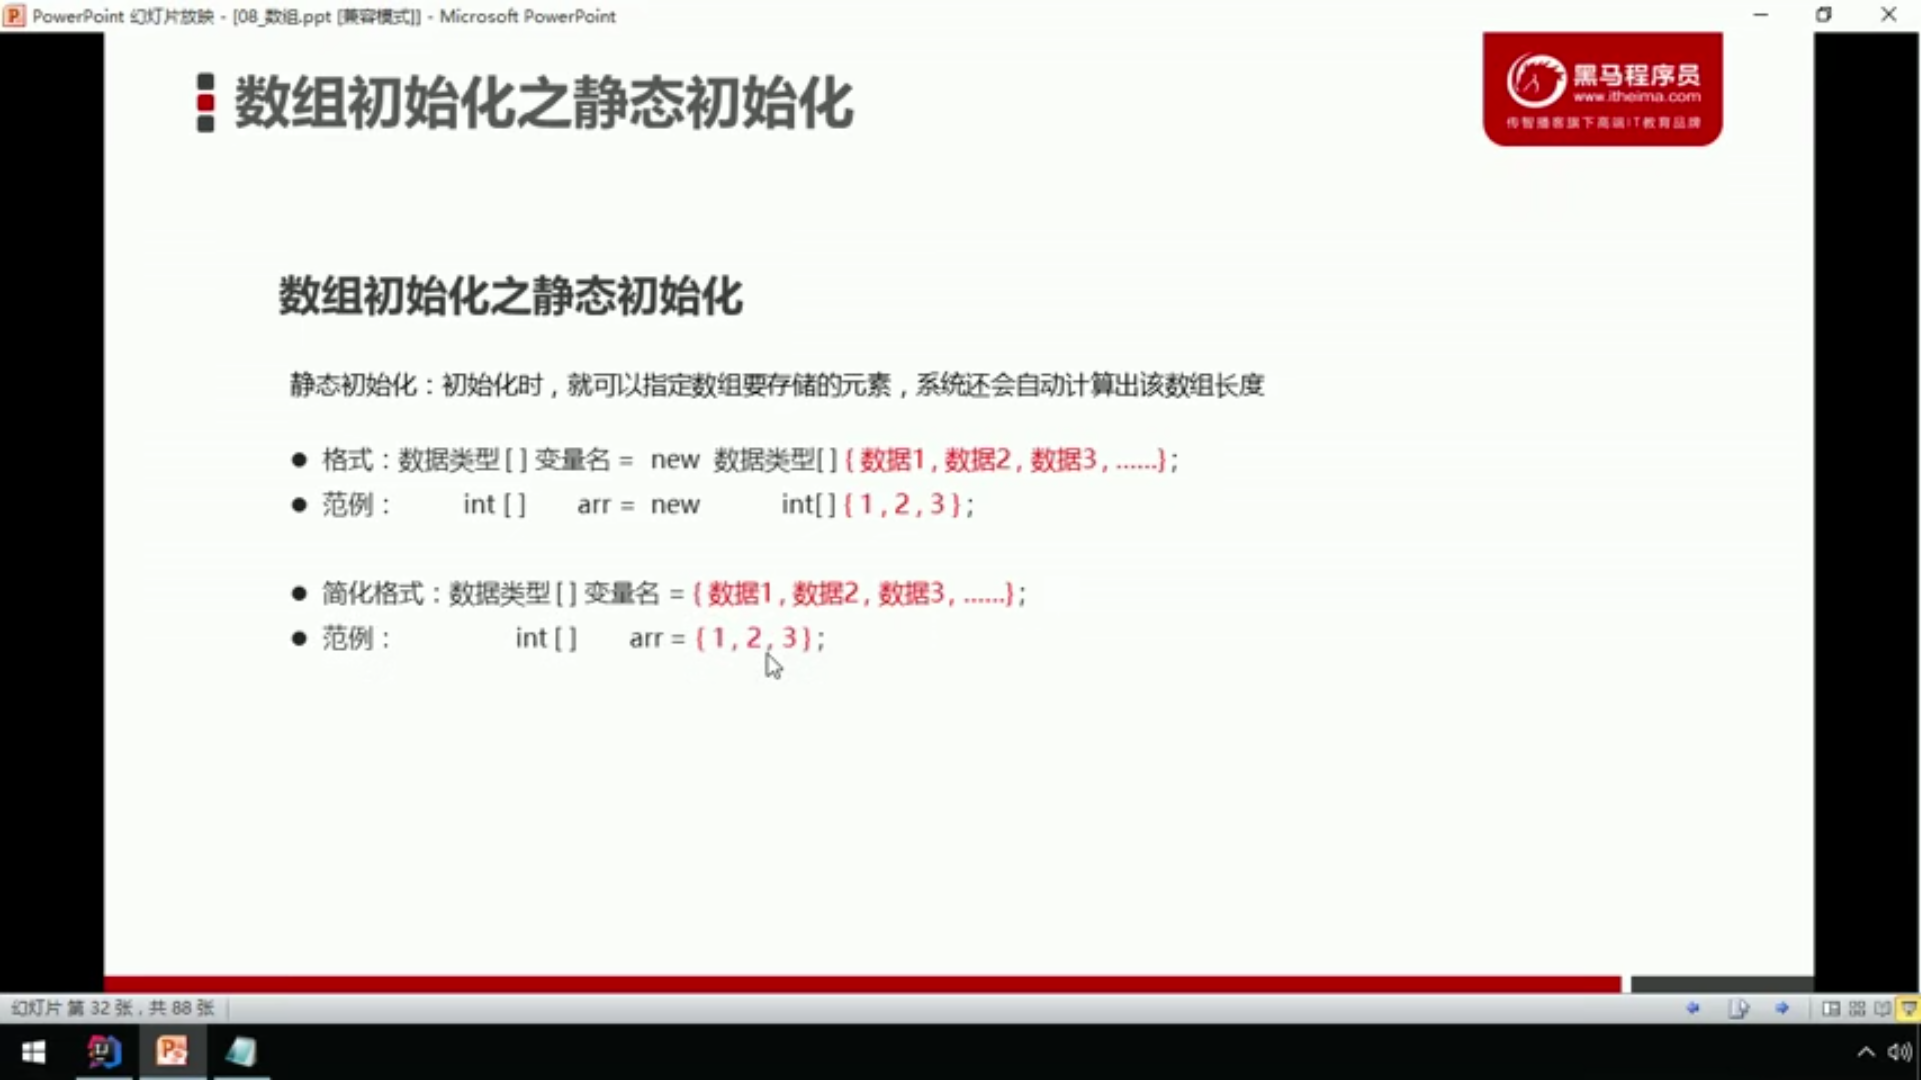 PowerPoint 幻灯片放映 - [08_数组.ppt [兼容模式]] - Microsoft PowerPoint
数组初始化之静态初始化
黑马程序员
www.itheima.com
传智播客旗下高端IT教育品牌
数组初始化之静态初始化
静态初始化：初始化时，就可以指定数组要存储的元素，系统还会自动计算出该数组长度
● 格式：数据类型 [ ] 变量名 = new 数据类型[ ] { 数据1 , 数据2 , 数据3 , ......} ;
● 范例： int [ ] arr = new int[ ] { 1 , 2 , 3 } ;
● 简化格式：数据类型 [ ] 变量名 = { 数据1 , 数据2 , 数据3 , ......} ;
● 范例： int [ ] arr = { 1 , 2 , 3 } ;
幻灯片 第 32 张，共 88 张